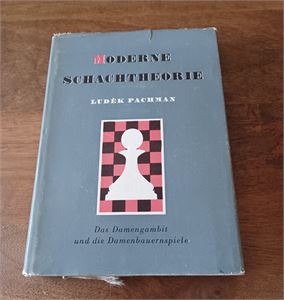 MODERNE
SCHACHTHEORIE
LUDĚK PACHMAN
Das Damengambit
und die Damenbauernspiele